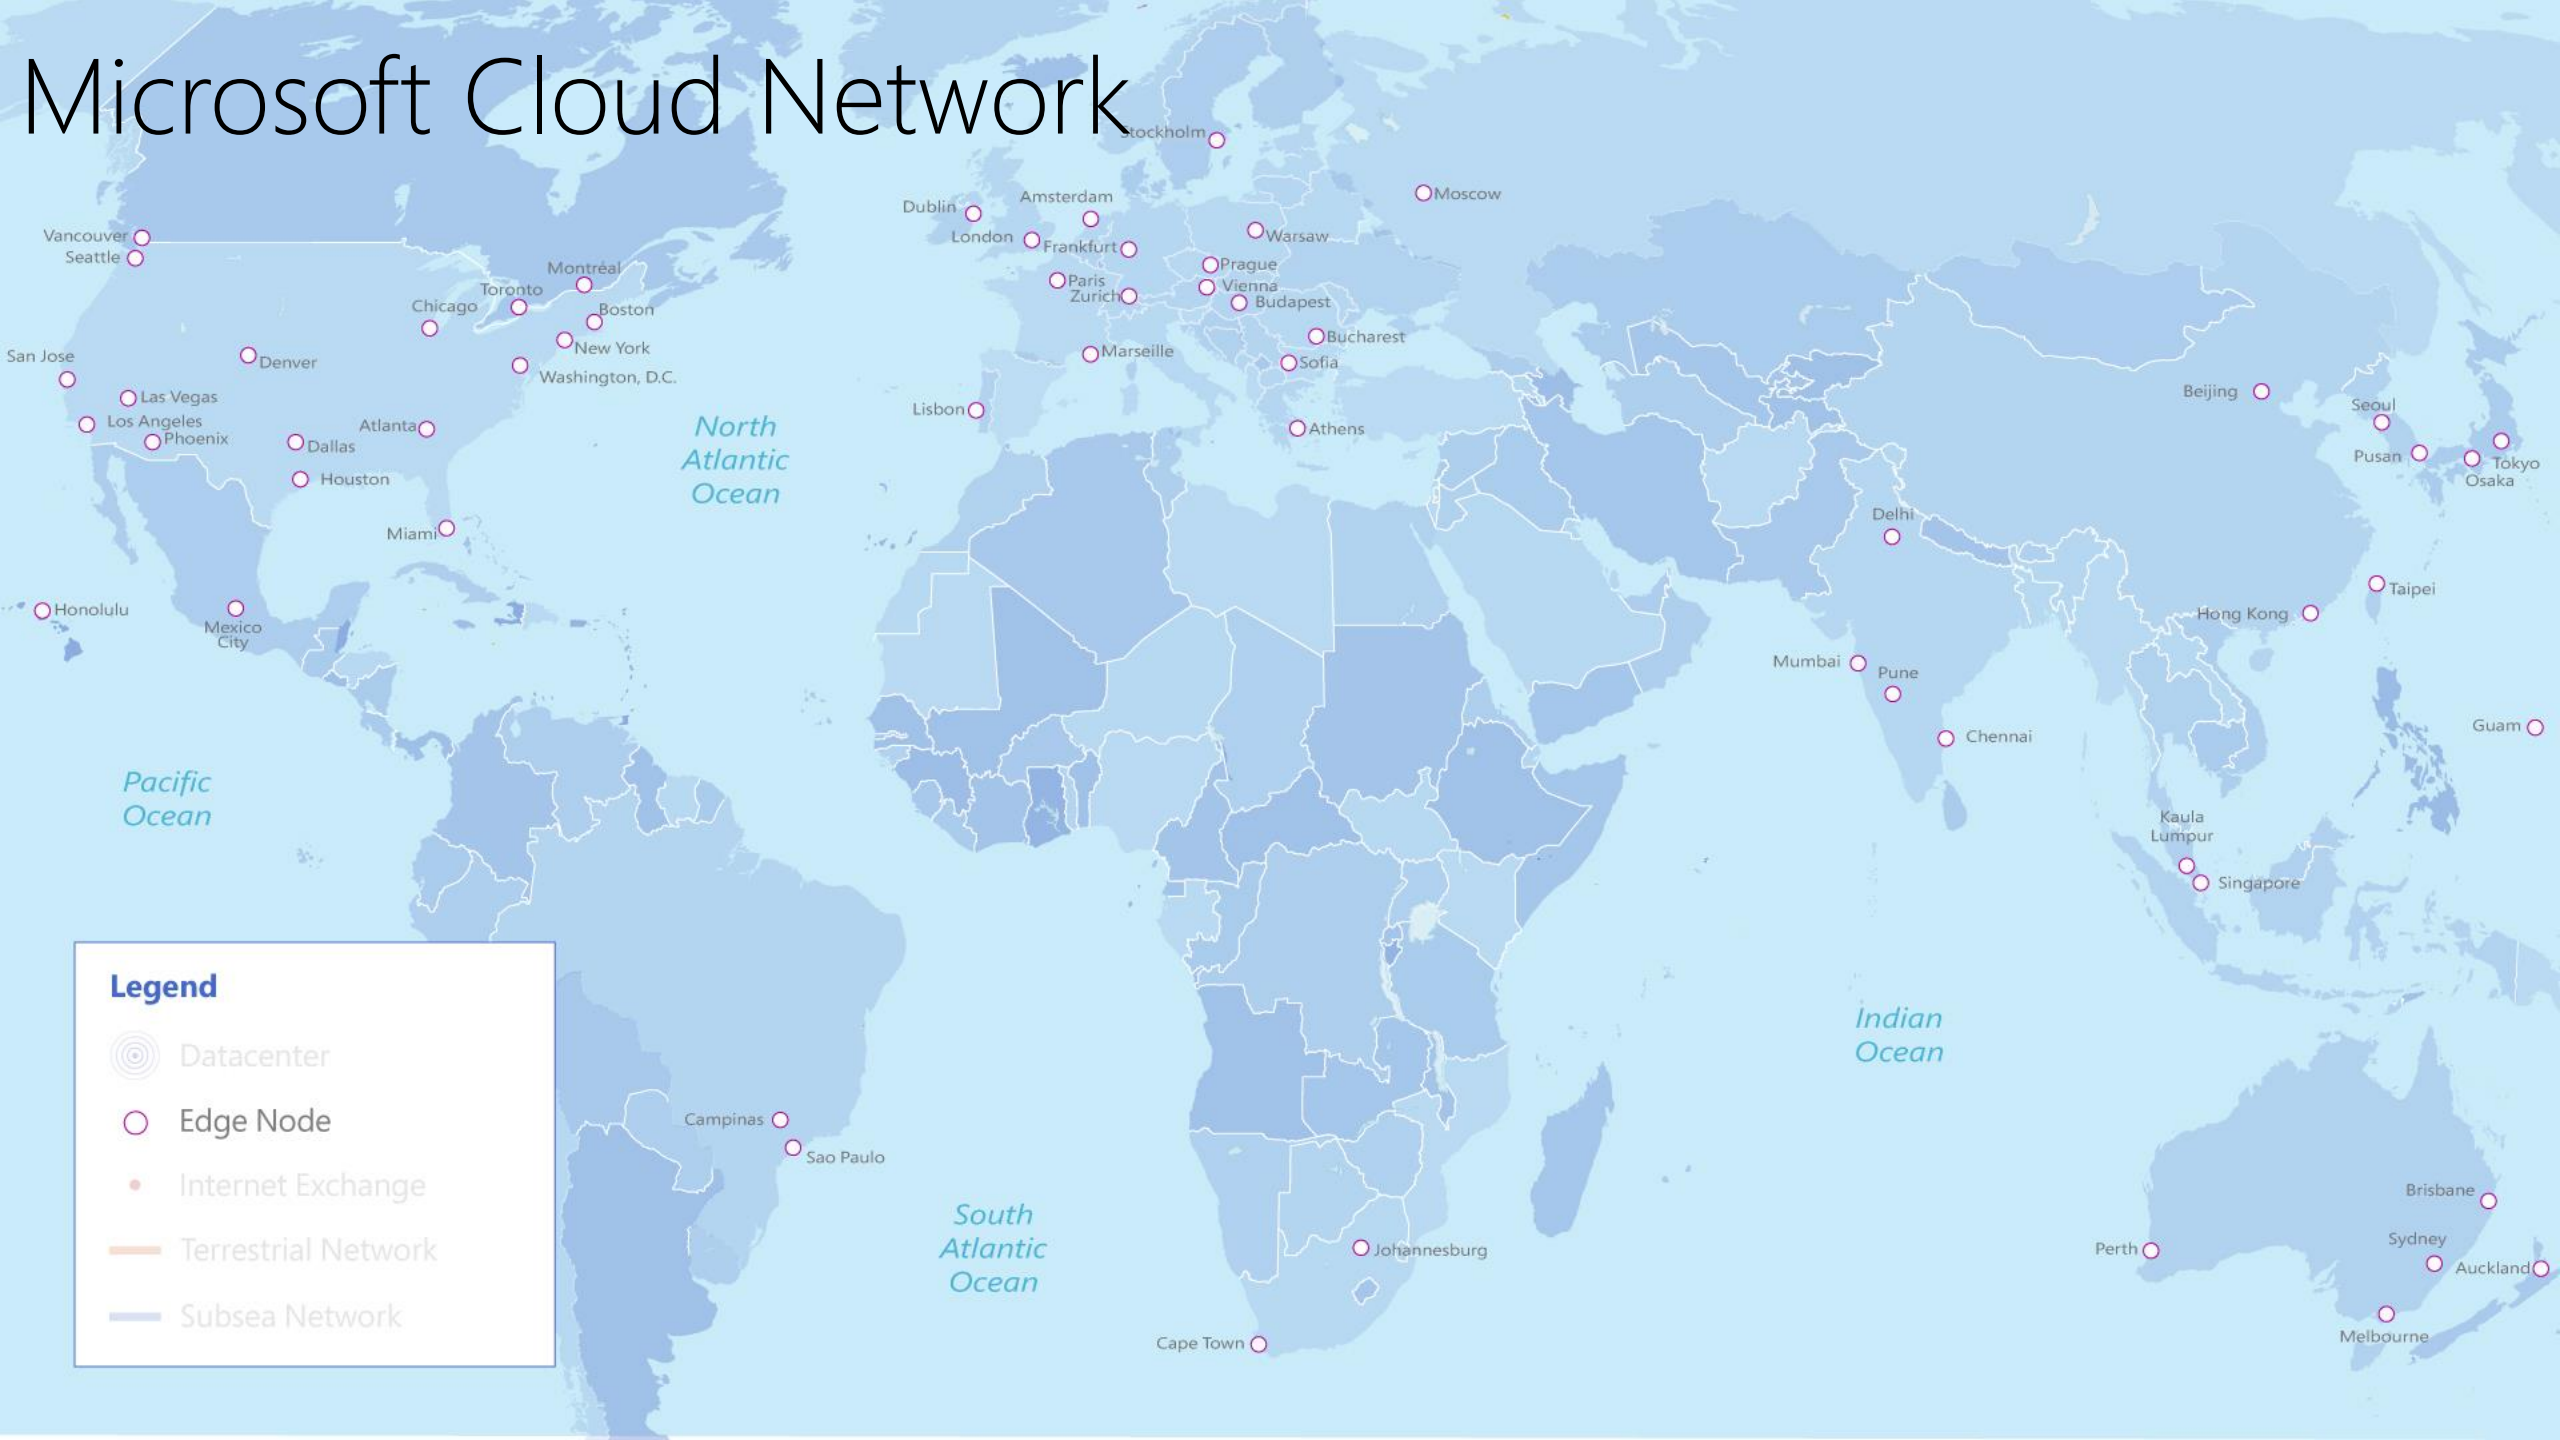 Microsoft Cloud Network
Stockholm
Moscow
Amsterdam
Dublin
London
Frankfurt
Warsaw
Prague
Paris
Vienna
Zurich
Budapest
Bucharest
Marseille
Sofia
Lisbon
Athens
Vancouver
Seattle
Montréal
Toronto
Chicago
Boston
New York
San Jose
Denver
Washington, D.C.
Las Vegas
Los Angeles
Phoenix
Atlanta
Dallas
Houston
Miami
Honolulu
Mexico
City
North
Atlantic
Ocean
Pacific
Ocean
Beijing
Seoul
Pusan
Tokyo
Osaka
Delhi
Taipei
Hong Kong
Mumbai
Pune
Chennai
Guam
Kaula
Lumpur
Singapore
Indian
Ocean
Legend
Datacenter
Edge Node
Internet Exchange
Terrestrial Network
Subsea Network
Campinas
Sao Paulo
South
Atlantic
Ocean
Johannesburg
Cape Town
Brisbane
Perth
Sydney
Auckland
Melbourne